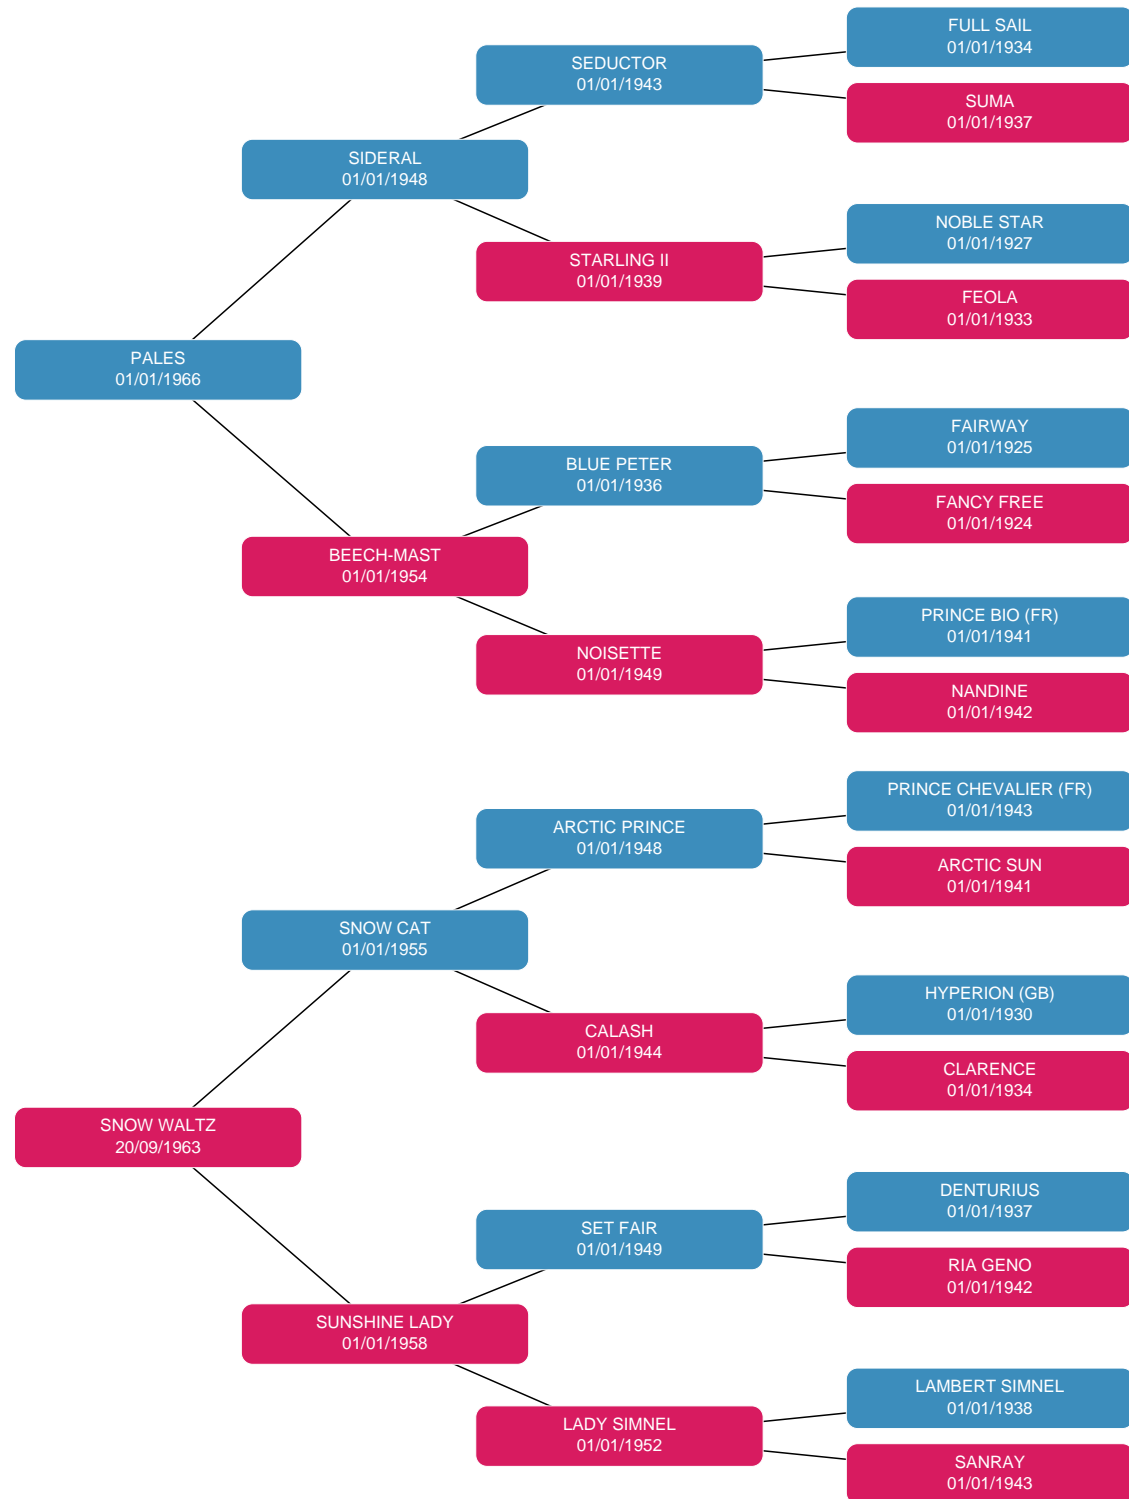 FULL SAIL
01/01/1934
SEDUCTOR
01/01/1943
SUMA
01/01/1937
SIDERAL
01/01/1948
NOBLE STAR
01/01/1927
STARLING II
01/01/1939
FEOLA
01/01/1933
PALES
01/01/1966
FAIRWAY
01/01/1925
BLUE PETER
01/01/1936
FANCY FREE
01/01/1924
BEECH-MAST
01/01/1954
PRINCE BIO (FR)
01/01/1941
NOISETTE
01/01/1949
NANDINE
01/01/1942
PRINCE CHEVALIER (FR)
01/01/1943
ARCTIC PRINCE
01/01/1948
ARCTIC SUN
01/01/1941
SNOW CAT
01/01/1955
HYPERION (GB)
01/01/1930
CALASH
01/01/1944
CLARENCE
01/01/1934
SNOW WALTZ
20/09/1963
DENTURIUS
01/01/1937
SET FAIR
01/01/1949
RIA GENO
01/01/1942
SUNSHINE LADY
01/01/1958
LAMBERT SIMNEL
01/01/1938
LADY SIMNEL
01/01/1952
SANRAY
01/01/1943